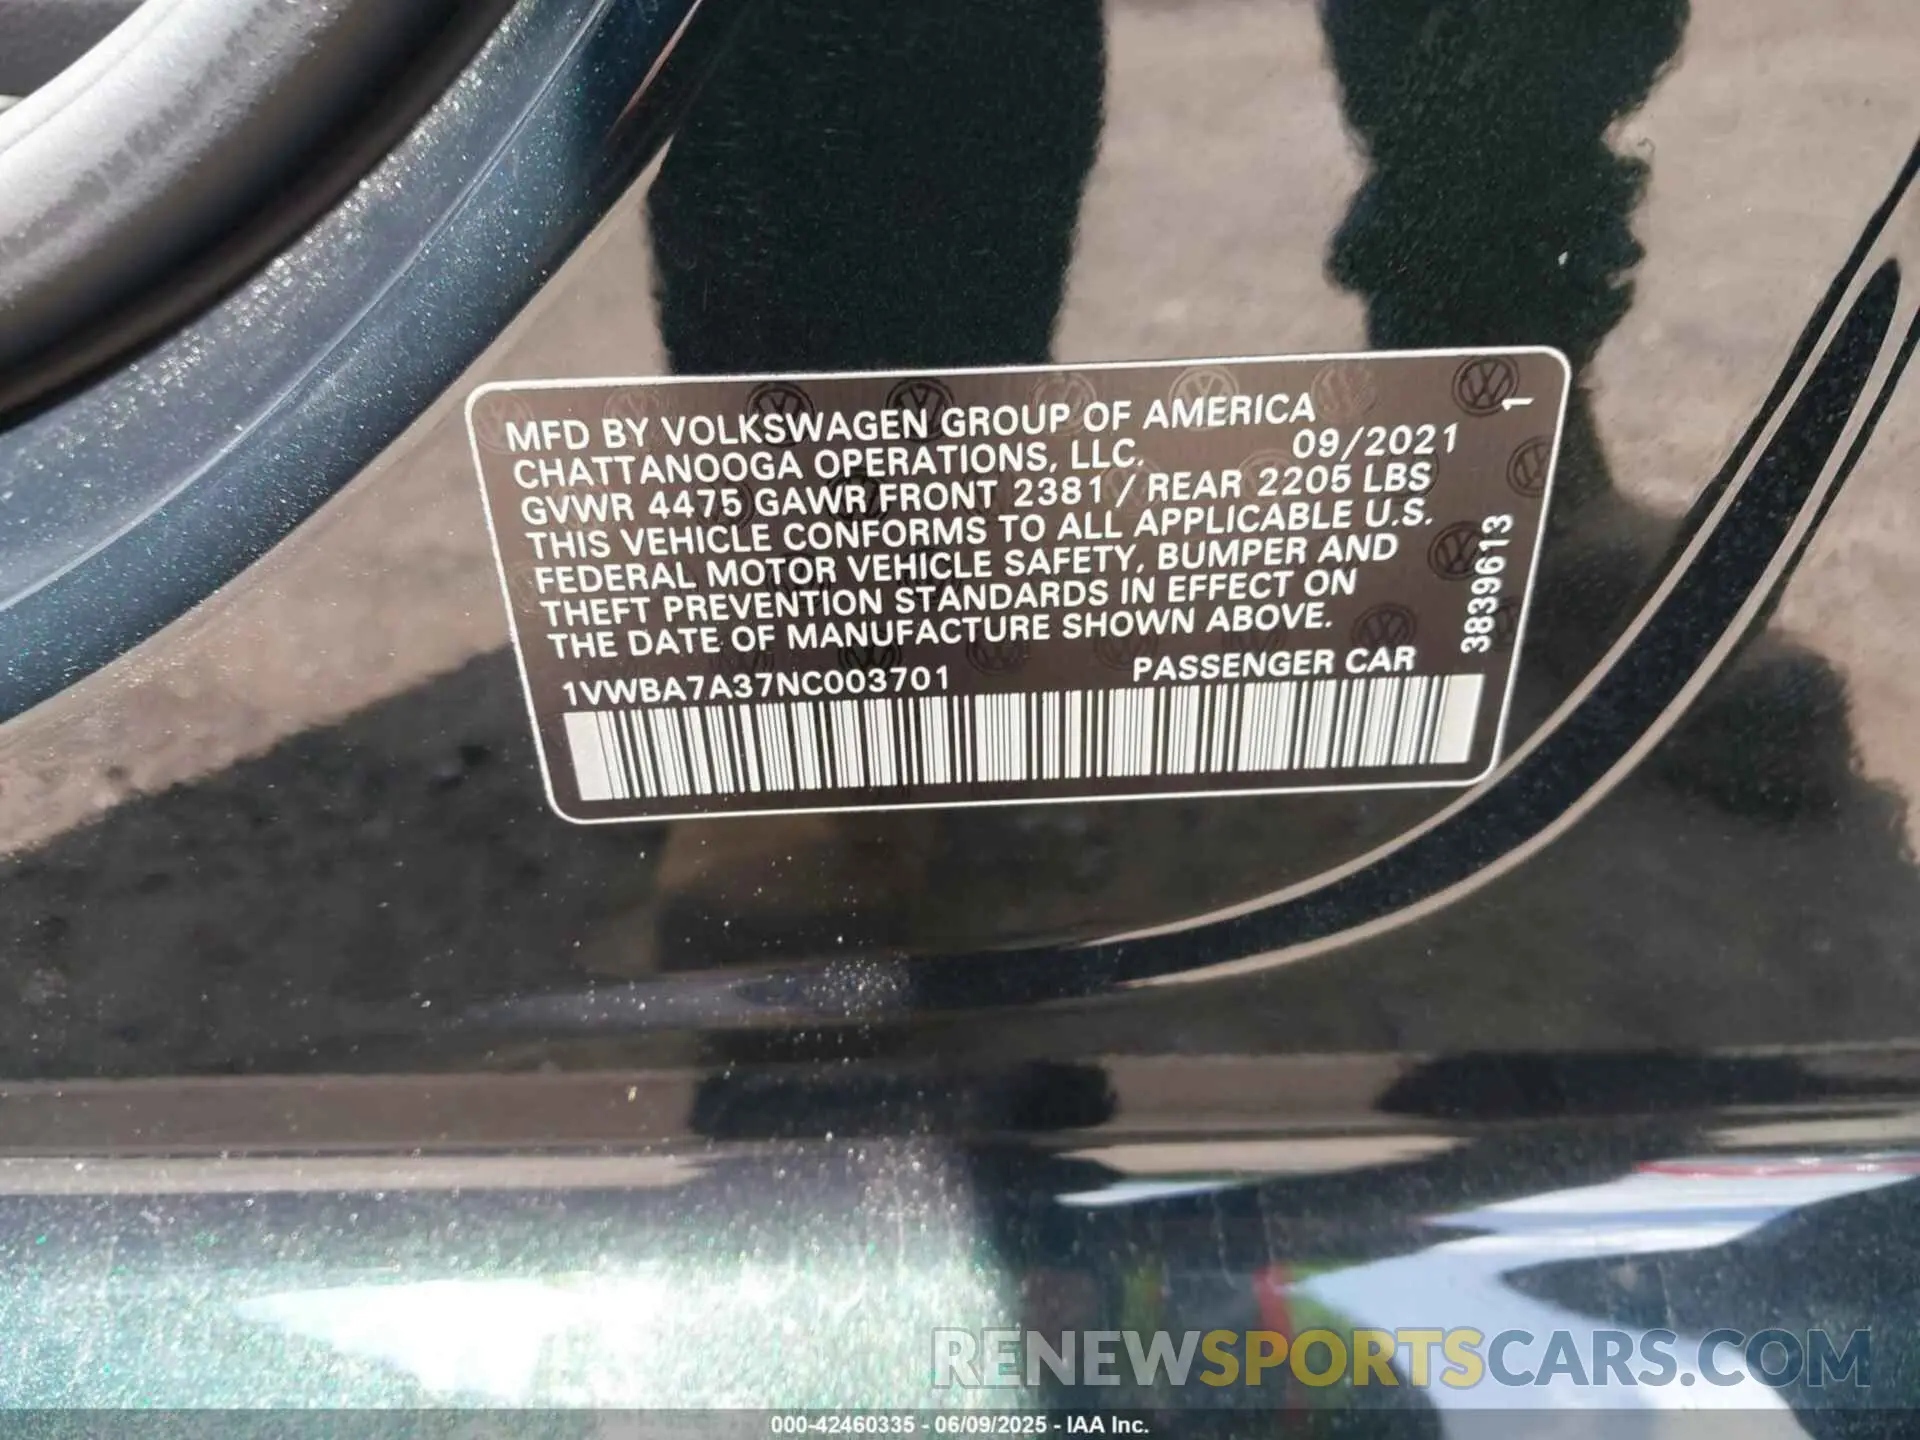 MFD BY VOLKSWAGEN GROUP OF AMERICA
CHATTANOOGA OPERATIONS, LLC. 09/2021
GVWR 4475 GAWR FRONT 2381 / REAR 2205 LBS
THIS VEHICLE CONFORMS TO ALL APPLICABLE U.S.
FEDERAL MOTOR VEHICLE SAFETY, BUMPER AND
THEFT PREVENTION STANDARDS IN EFFECT ON
THE DATE OF MANUFACTURE SHOWN ABOVE.
1VWBA7A37NC003701 PASSENGER CAR
3839613 1
RENEWSPORTSCARS.COM
000-42460335 - 06/09/2025 - IAA Inc.